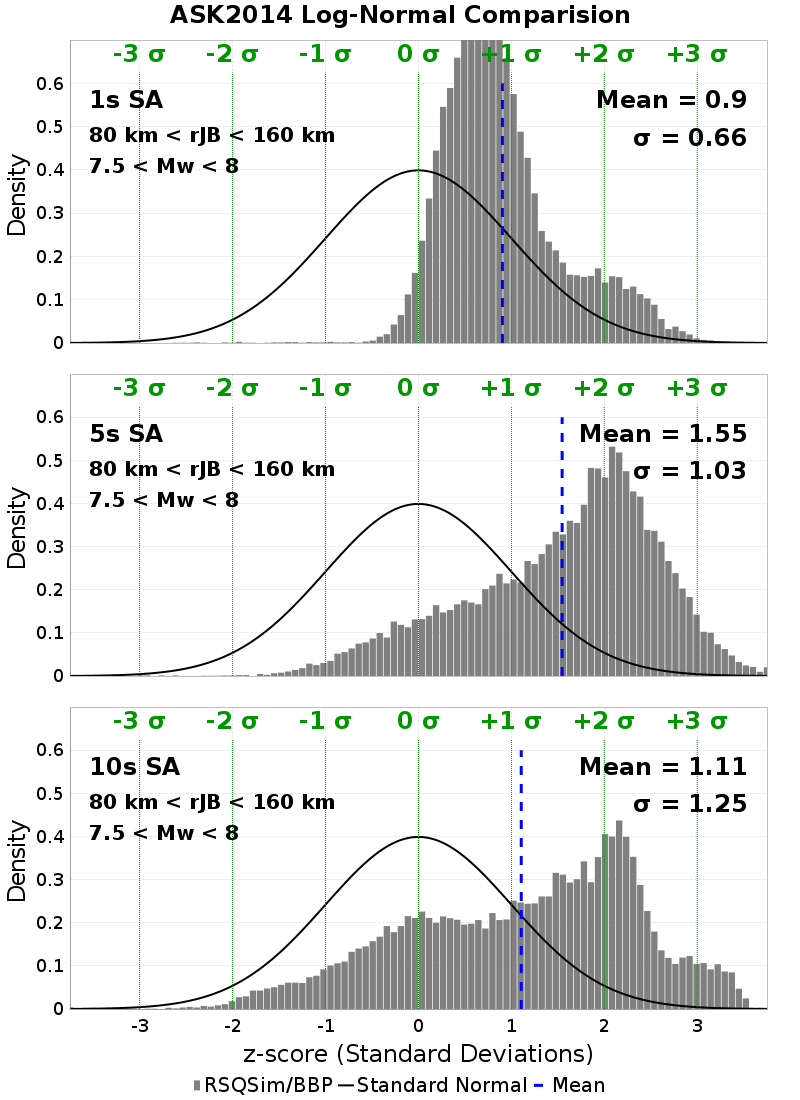 ASK2014 Log-Normal Comparision
-3 σ -2 σ -1 σ 0 σ +1 σ +2 σ +3 σ
1s SA
80 km < rJB < 160 km
7.5 < Mw < 8
Mean = 0.9
σ = 0.66
Density
0.6
0.5
0.4
0.3
0.2
0.1
0
-3 σ -2 σ -1 σ 0 σ +1 σ +2 σ +3 σ
5s SA
80 km < rJB < 160 km
7.5 < Mw < 8
Mean = 1.55
σ = 1.03
Density
0.6
0.5
0.4
0.3
0.2
0.1
0
-3 σ -2 σ -1 σ 0 σ +1 σ +2 σ +3 σ
10s SA
80 km < rJB < 160 km
7.5 < Mw < 8
Mean = 1.11
σ = 1.25
Density
0.6
0.5
0.4
0.3
0.2
0.1
0
-3 -2 -1 0 1 2 3
z-score (Standard Deviations)
RSQSim/BBP Standard Normal Mean